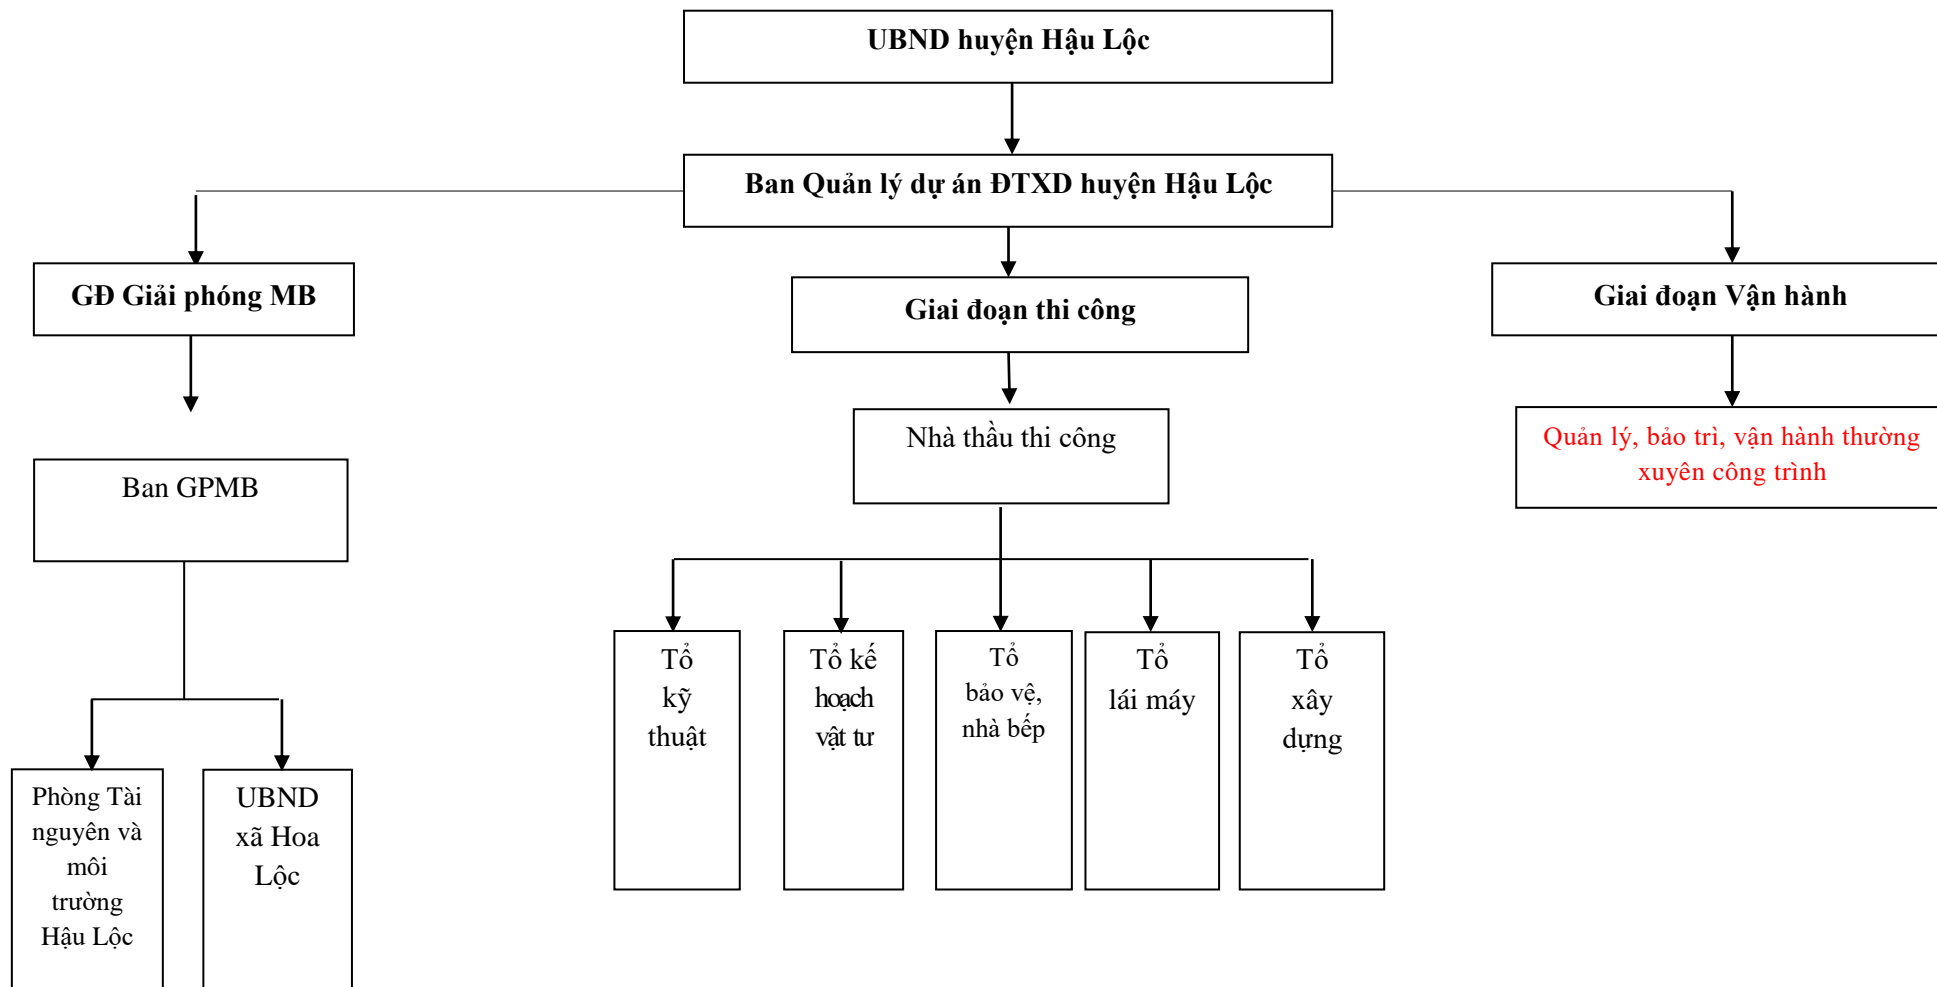 UBND huyện Hậu Lộc
Ban Quản lý dự án ĐTXD huyện Hậu Lộc
GĐ Giải phóng MB
Giai đoạn thi công
Giai đoạn Vận hành
Ban GPMB
Nhà thầu thi công
Quản lý, bảo trì, vận hành thường
xuyên công trình
Phòng Tài
nguyên và
môi
trường
Hậu Lộc
UBND
xã Hoa
Lộc
Tổ
kỹ
thuật
Tổ kế
hoạch
vật tư
Tổ
bảo vệ,
nhà bếp
Tổ
lái máy
Tổ
xây
dựng